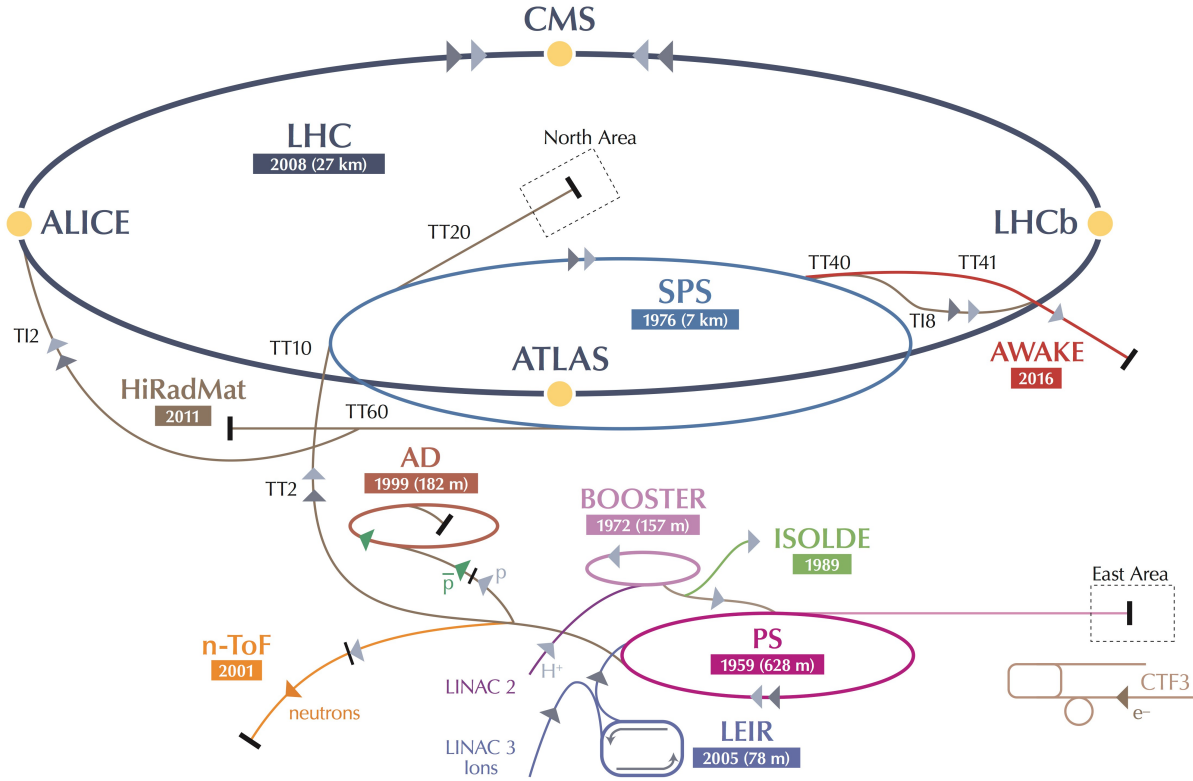 CMS
LHC
2008 (27 km)
North Area
ALICE
LHCb
TT20
TT40
TT41
SPS
1976 (7 km)
TI2
TT10
TI8
ATLAS
AWAKE
2016
HiRadMat
2011
TT60
AD
1999 (182 m)
TT2
BOOSTER
1972 (157 m)
ISOLDE
1989
p̅
p
East Area
n-ToF
2001
PS
1959 (628 m)
H⁺
LINAC 2
neutrons
CTF3
e⁻
LEIR
2005 (78 m)
LINAC 3
Ions